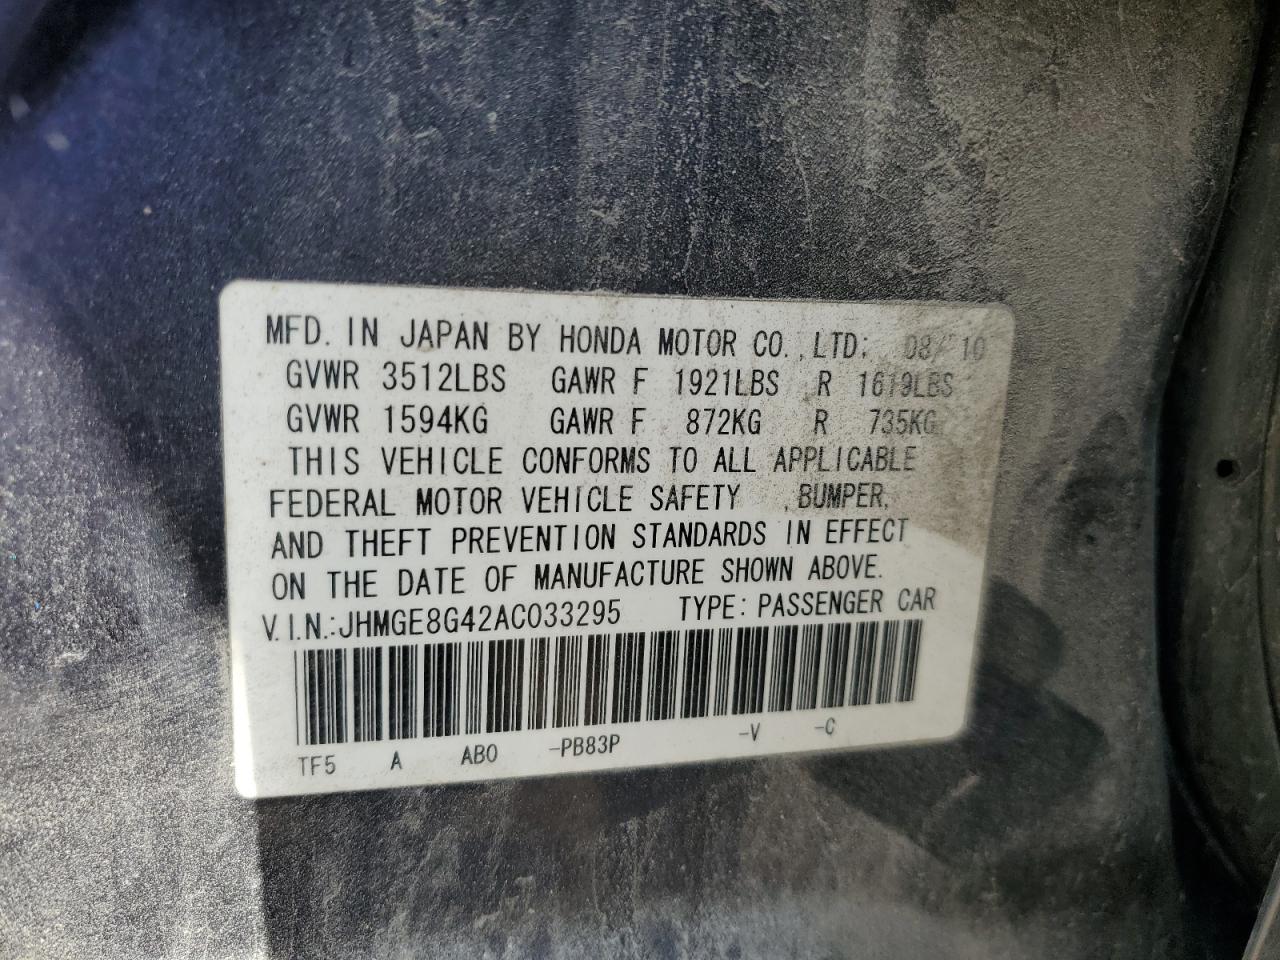 MFD. IN JAPAN BY HONDA MOTOR CO., LTD: 08/10
GVWR 3512LBS GAWR F 1921LBS R 1619LBS
GVWR 1594KG GAWR F 872KG R 735KG
THIS VEHICLE CONFORMS TO ALL APPLICABLE
FEDERAL MOTOR VEHICLE SAFETY , BUMPER,
AND THEFT PREVENTION STANDARDS IN EFFECT
ON THE DATE OF MANUFACTURE SHOWN ABOVE.
V.I.N.:JHMGE8G42AC033295 TYPE: PASSENGER CAR
TF5 A AB0 -PB83P -V -C